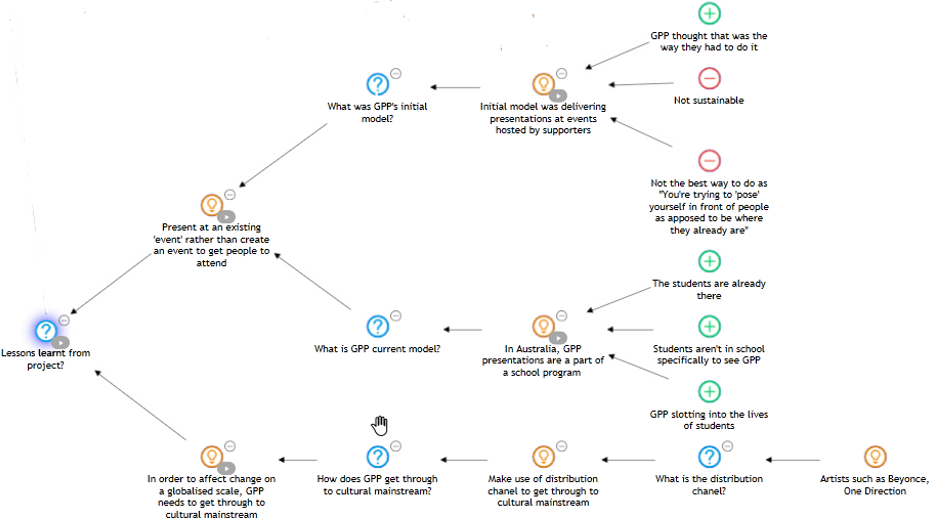 GPP thought that was the
way they had to do it
Not sustainable
What was GPP's initial
model?
Initial model was delivering
presentations at events
hosted by supporters
Not the best way to do as
"You're trying to 'pose'
yourself in front of people
as apposed to be where
they already are"
Present at an existing
'event' rather than create
an event to get people to
attend
The students are already
there
Lessons learnt from
project?
What is GPP current model?
In Australia, GPP
presentations are a part of
a school program
Students aren't in school
specifically to see GPP
GPP slotting into the lives
of students
In order to affect change on
a globalised scale, GPP
needs to get through to
cultural mainstream
How does GPP get through
to cultural mainstream?
Make use of distribution
chanel to get through to
cultural mainstream
What is the distribution
chanel?
Artists such as Beyonce,
One Direction